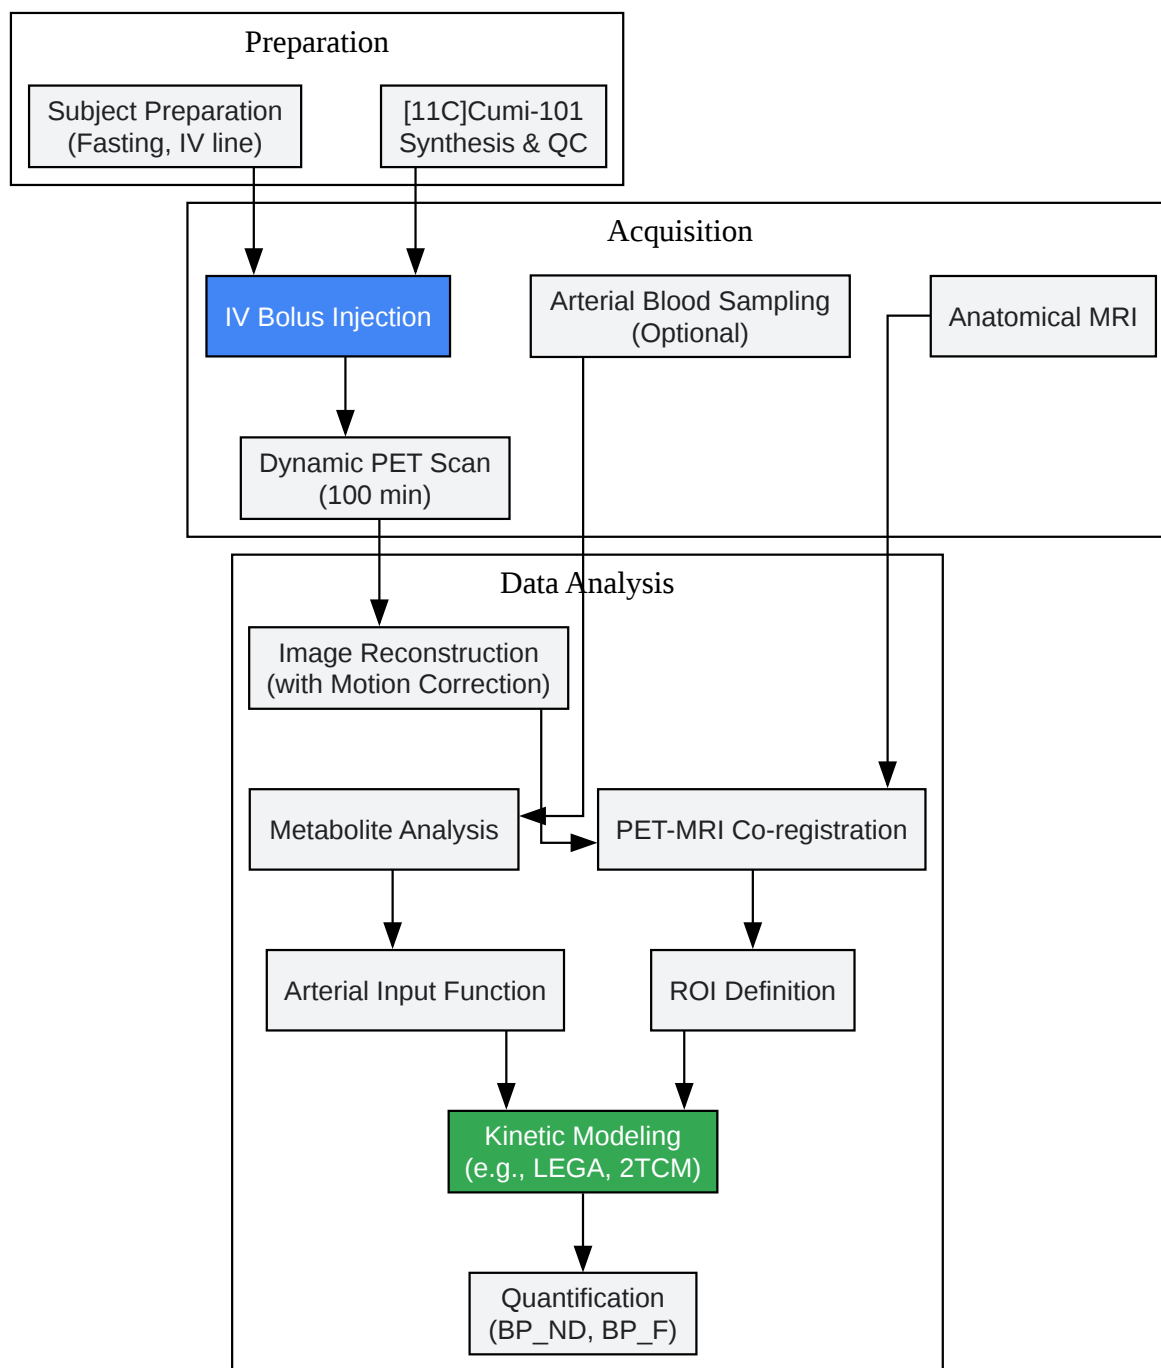 Preparation
Subject Preparation
(Fasting, IV line)
[11C]Cumi-101
Synthesis & QC
Acquisition
IV Bolus Injection
Arterial Blood Sampling
(Optional)
Anatomical MRI
Dynamic PET Scan
(100 min)
Data Analysis
Image Reconstruction
(with Motion Correction)
Metabolite Analysis
PET-MRI Co-registration
Arterial Input Function
ROI Definition
Kinetic Modeling
(e.g., LEGA, 2TCM)
Quantification
(BP_ND, BP_F)